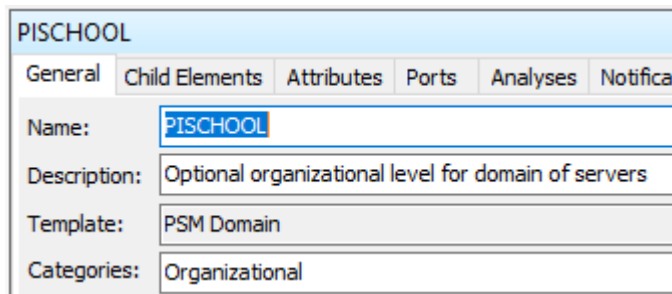 PISCHOOL
General Child Elements Attributes Ports Analyses Notifica
Name: PISCHOOL
Description: Optional organizational level for domain of servers
Template: PSM Domain
Categories: Organizational